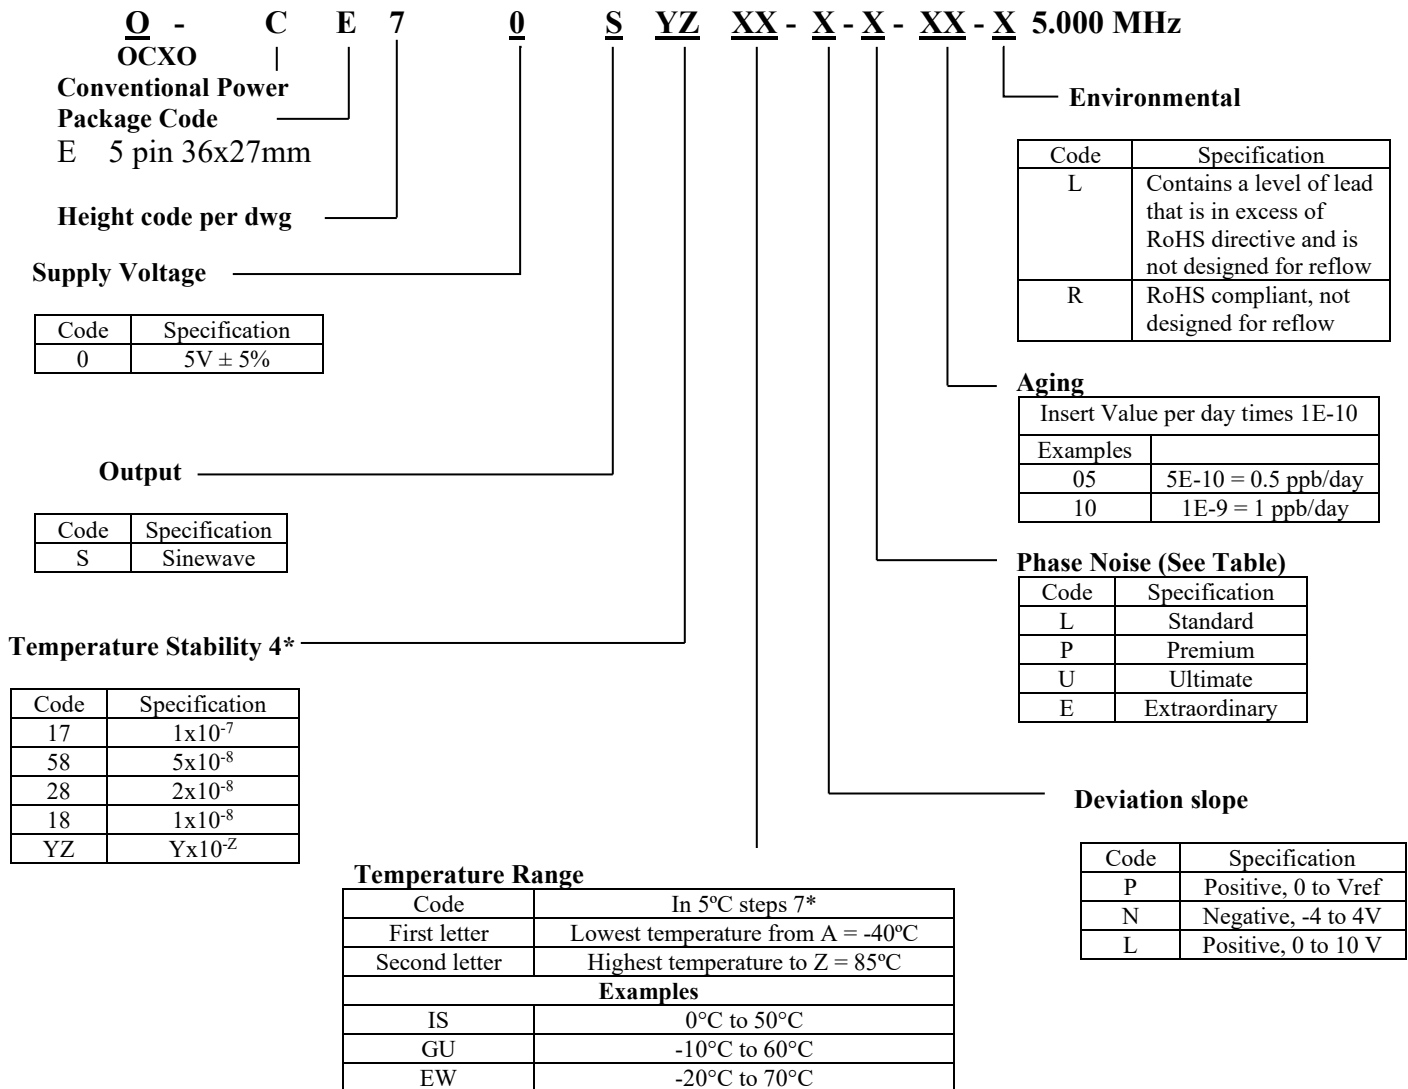 O - C E 7 0 S YZ XX - X - X - XX - X 5.000 MHz
OCXO
Conventional Power
Package Code
E 5 pin 36x27mm
Height code per dwg
Supply Voltage
Code Specification
0 5V ± 5%
Output
Code Specification
S Sinewave
Temperature Stability 4*
Code Specification
17 1x10-7
58 5x10-8
28 2x10-8
18 1x10-8
YZ Yx10-Z
Temperature Range
Code In 5ºC steps 7*
First letter Lowest temperature from A = -40ºC
Second letter Highest temperature to Z = 85ºC
Examples
IS 0°C to 50°C
GU -10°C to 60°C
EW -20°C to 70°C
Environmental
Code Specification
L Contains a level of lead
that is in excess of
RoHS directive and is
not designed for reflow
R RoHS compliant, not
designed for reflow
Aging
Insert Value per day times 1E-10
Examples
05 5E-10 = 0.5 ppb/day
10 1E-9 = 1 ppb/day
Phase Noise (See Table)
Code Specification
L Standard
P Premium
U Ultimate
E Extraordinary
Deviation slope
Code Specification
P Positive, 0 to Vref
N Negative, -4 to 4V
L Positive, 0 to 10 V